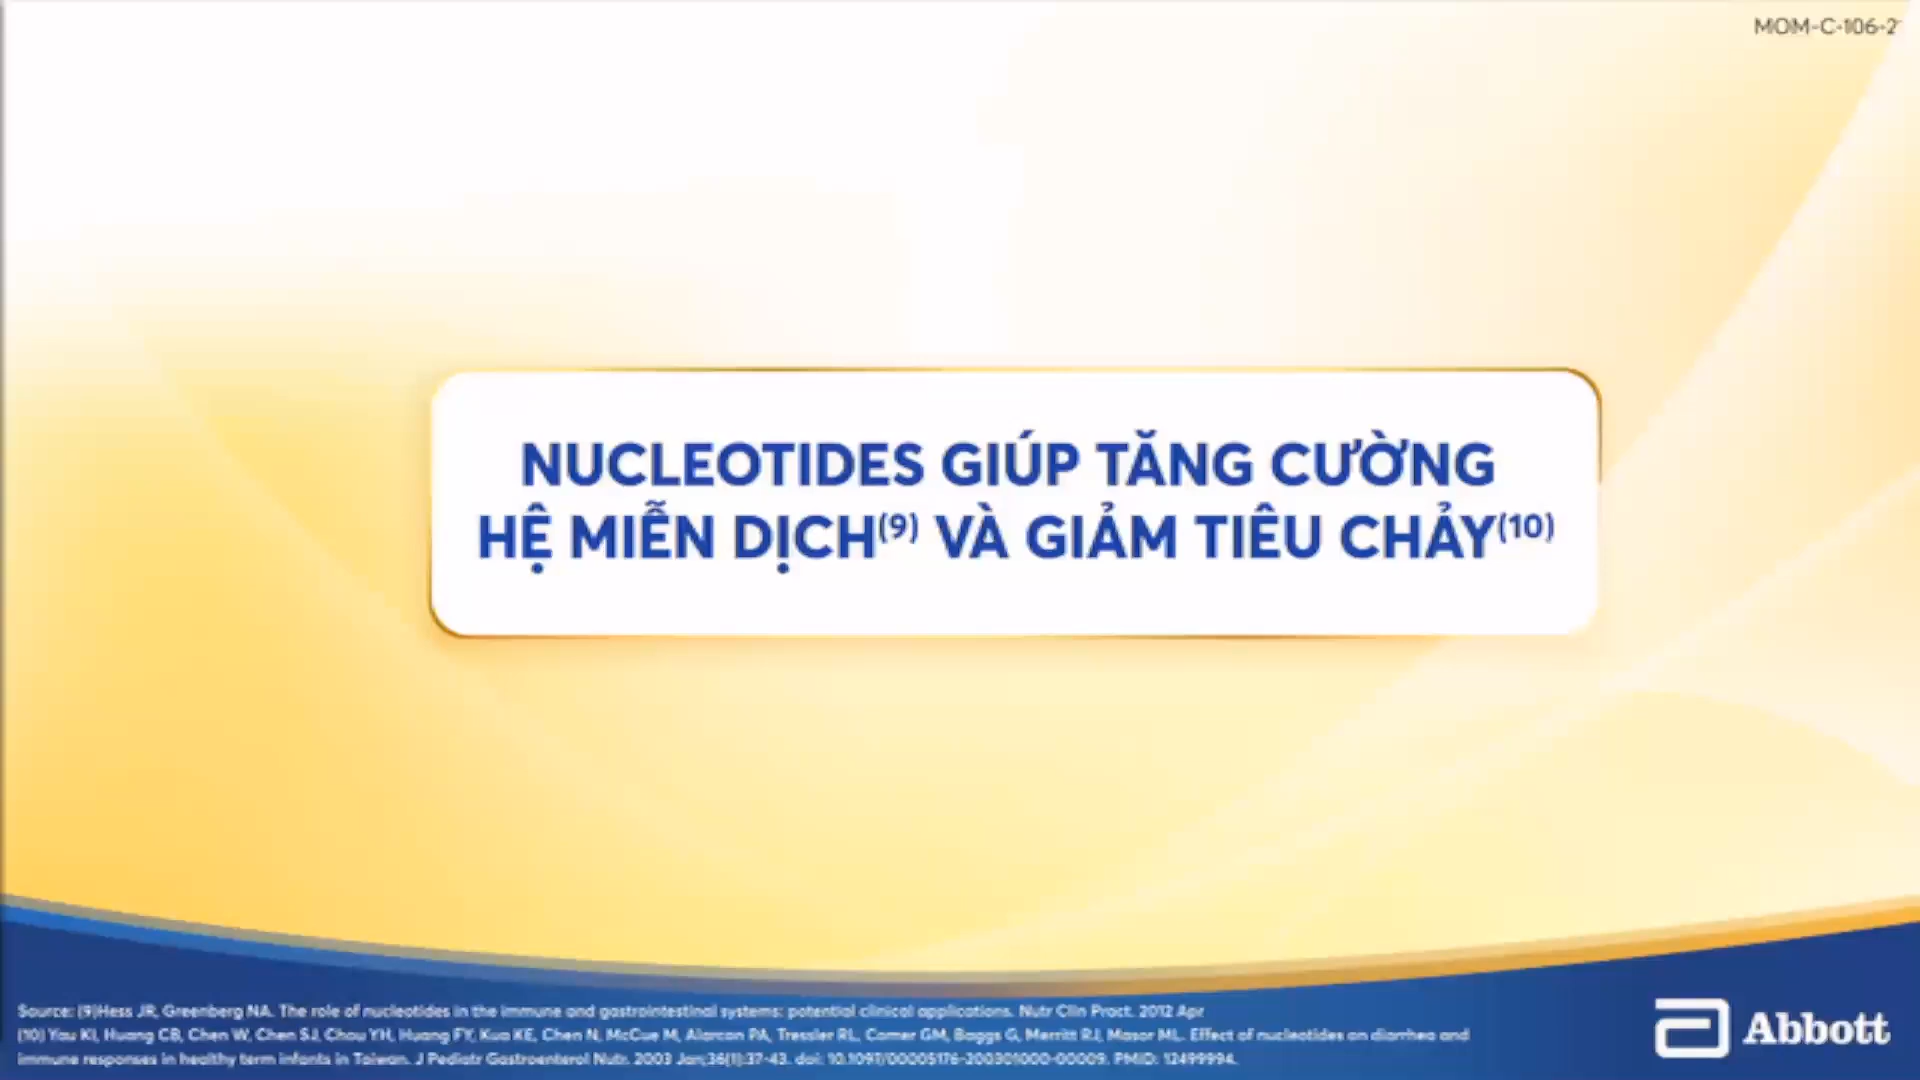 MOM-C-106-2
NUCLEOTIDES GIÚP TĂNG CƯỜNG
HỆ MIỄN DỊCH(9) VÀ GIẢM TIÊU CHẢY(10)
Source: (9)Hess JR, Greenberg NA. The role of nucleotides in the immune and gastrointestinal systems: potential clinical applications. Nutr Clin Pract. 2012 Apr
(10) Yau KI, Huang CB, Chen W, Chen SJ, Chou YH, Huang FY, Kua KE, Chen N, McCue M, Alarcon PA, Tressler RL, Comer GM, Baggs G, Merritt RJ, Masor ML. Effect of nucleotides on diarrhea and
immune responses in healthy term infants in Taiwan. J Pediatr Gastroenterol Nutr. 2003 Jan;36(1):37-43. doi: 10.1097/00005176-200301000-00009. PMID: 12499994.
Abbott